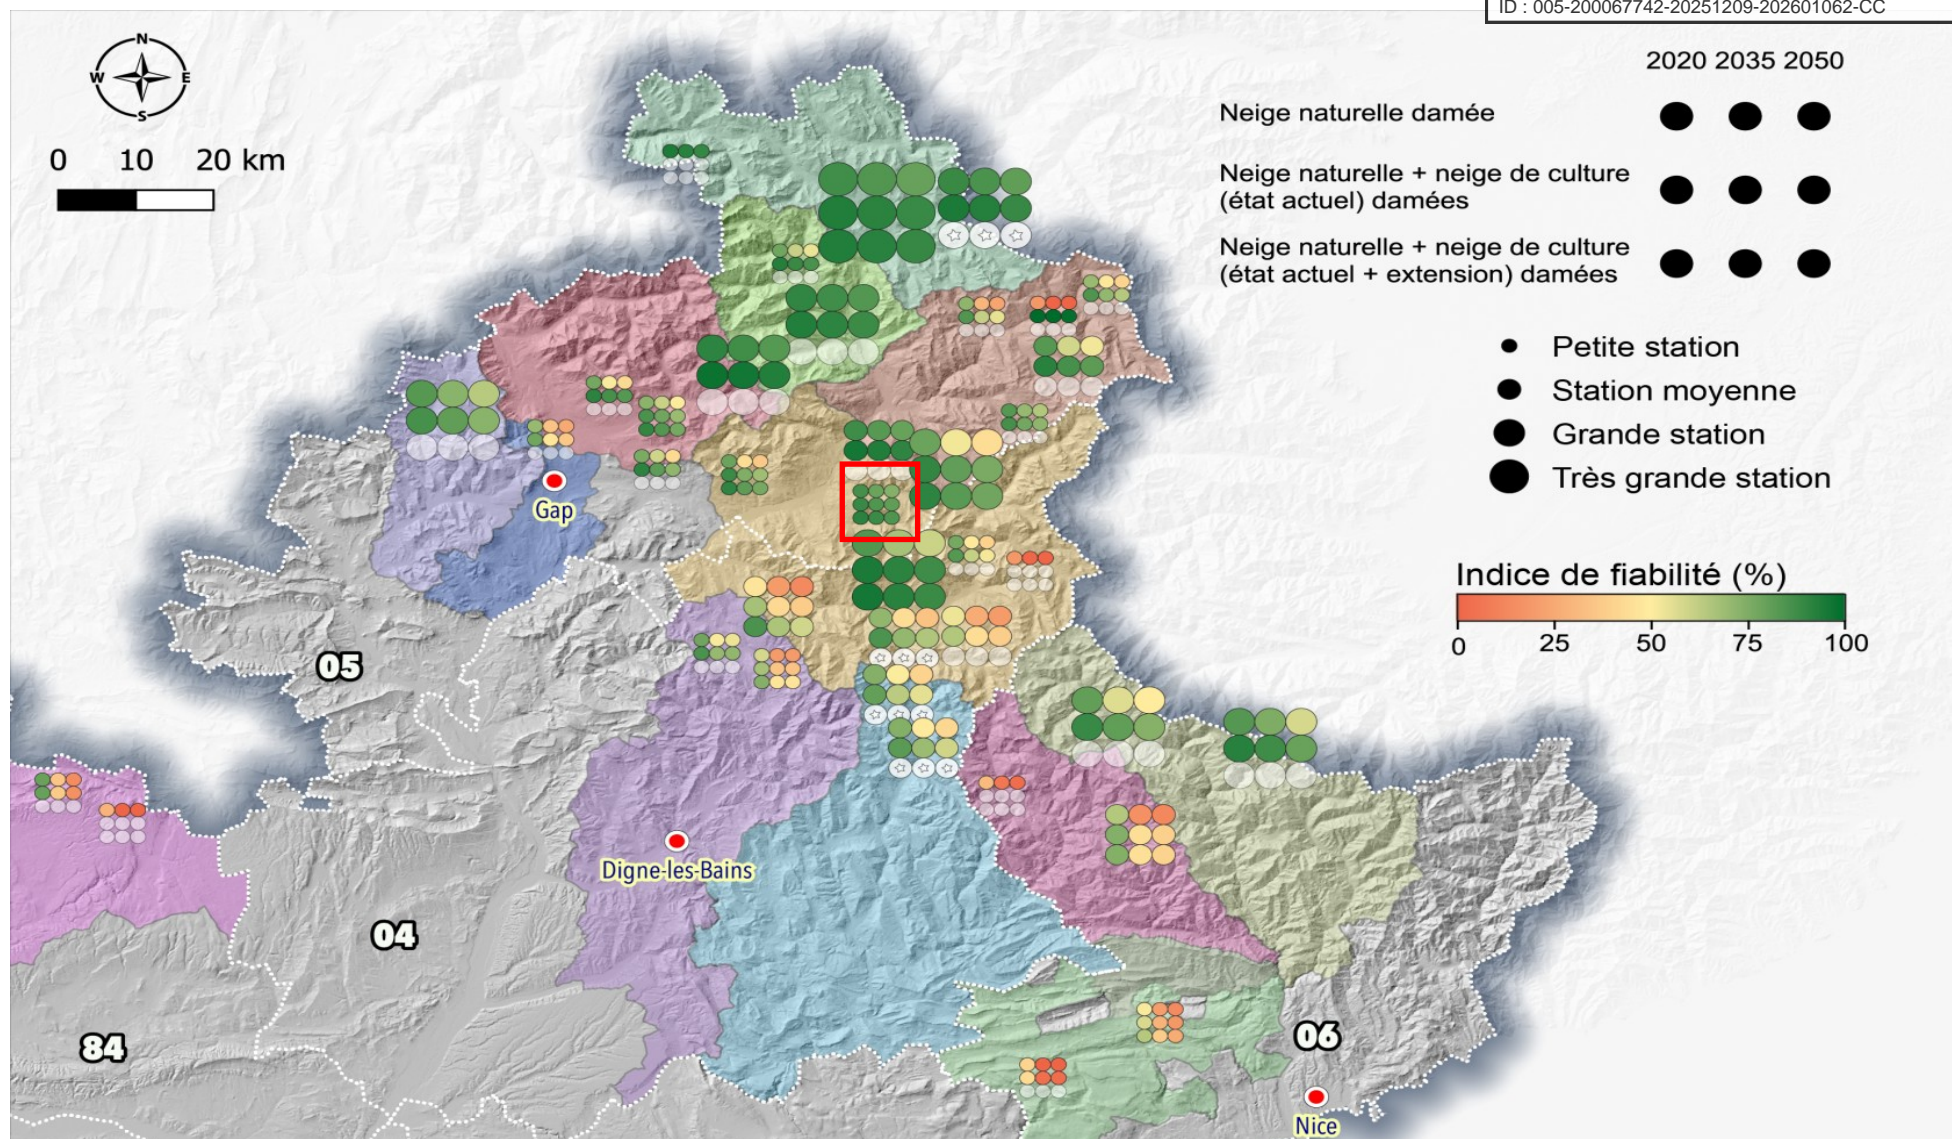 ID : 005-200067742-20251209-202601062-CC
N
W E
S
0 10 20 km
2020 2035 2050
Neige naturelle damée
Neige naturelle + neige de culture
(état actuel) damées
Neige naturelle + neige de culture
(état actuel + extension) damées
Petite station
Station moyenne
Grande station
Très grande station
Indice de fiabilité (%)
0 25 50 75 100
Gap
05
Digne-les-Bains
04
84
06
Nice